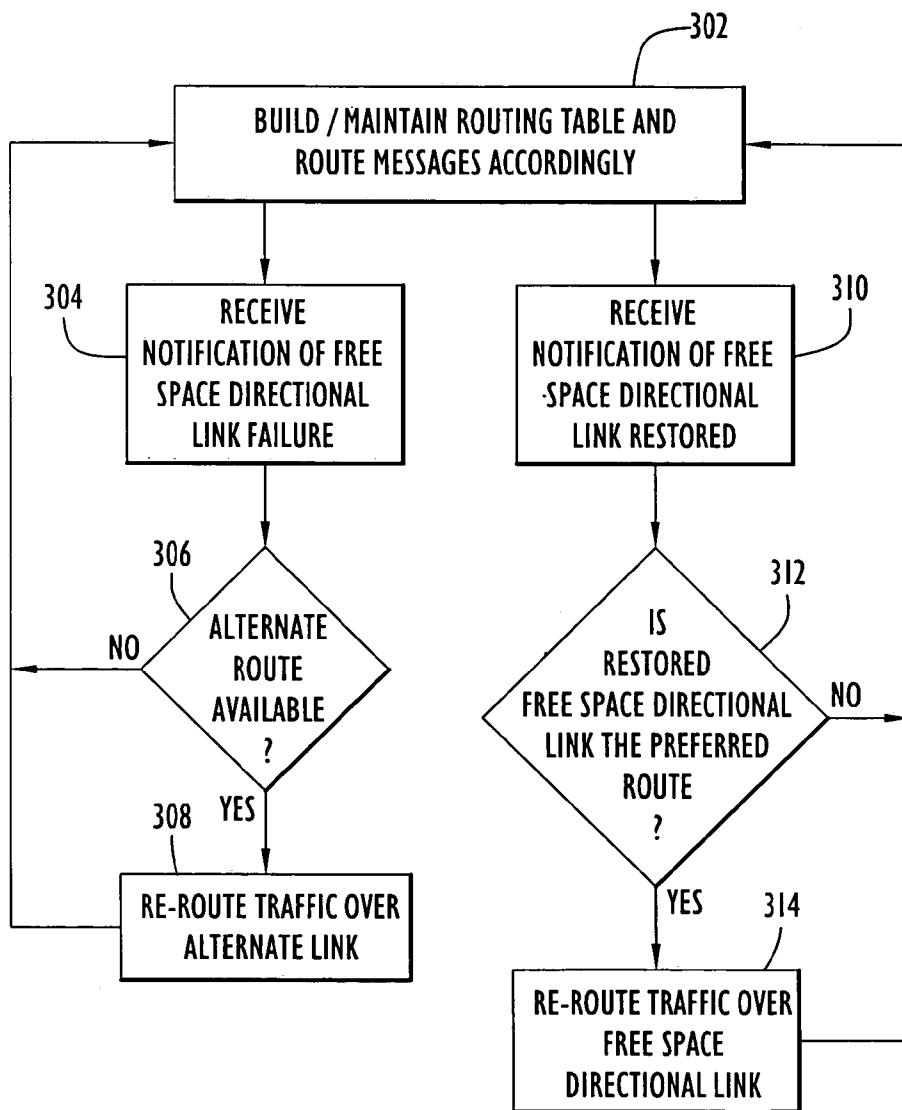 302
BUILD / MAINTAIN ROUTING TABLE AND
ROUTE MESSAGES ACCORDINGLY
304
RECEIVE
NOTIFICATION OF FREE
SPACE DIRECTIONAL
LINK FAILURE
310
RECEIVE
NOTIFICATION OF FREE
SPACE DIRECTIONAL
LINK RESTORED
306
ALTERNATE
ROUTE
AVAILABLE
?
NO
YES
312
IS
RESTORED
FREE SPACE DIRECTIONAL
LINK THE PREFERRED
ROUTE
?
NO
YES
308
RE-ROUTE TRAFFIC OVER
ALTERNATE LINK
314
RE-ROUTE TRAFFIC OVER
FREE SPACE
DIRECTIONAL LINK